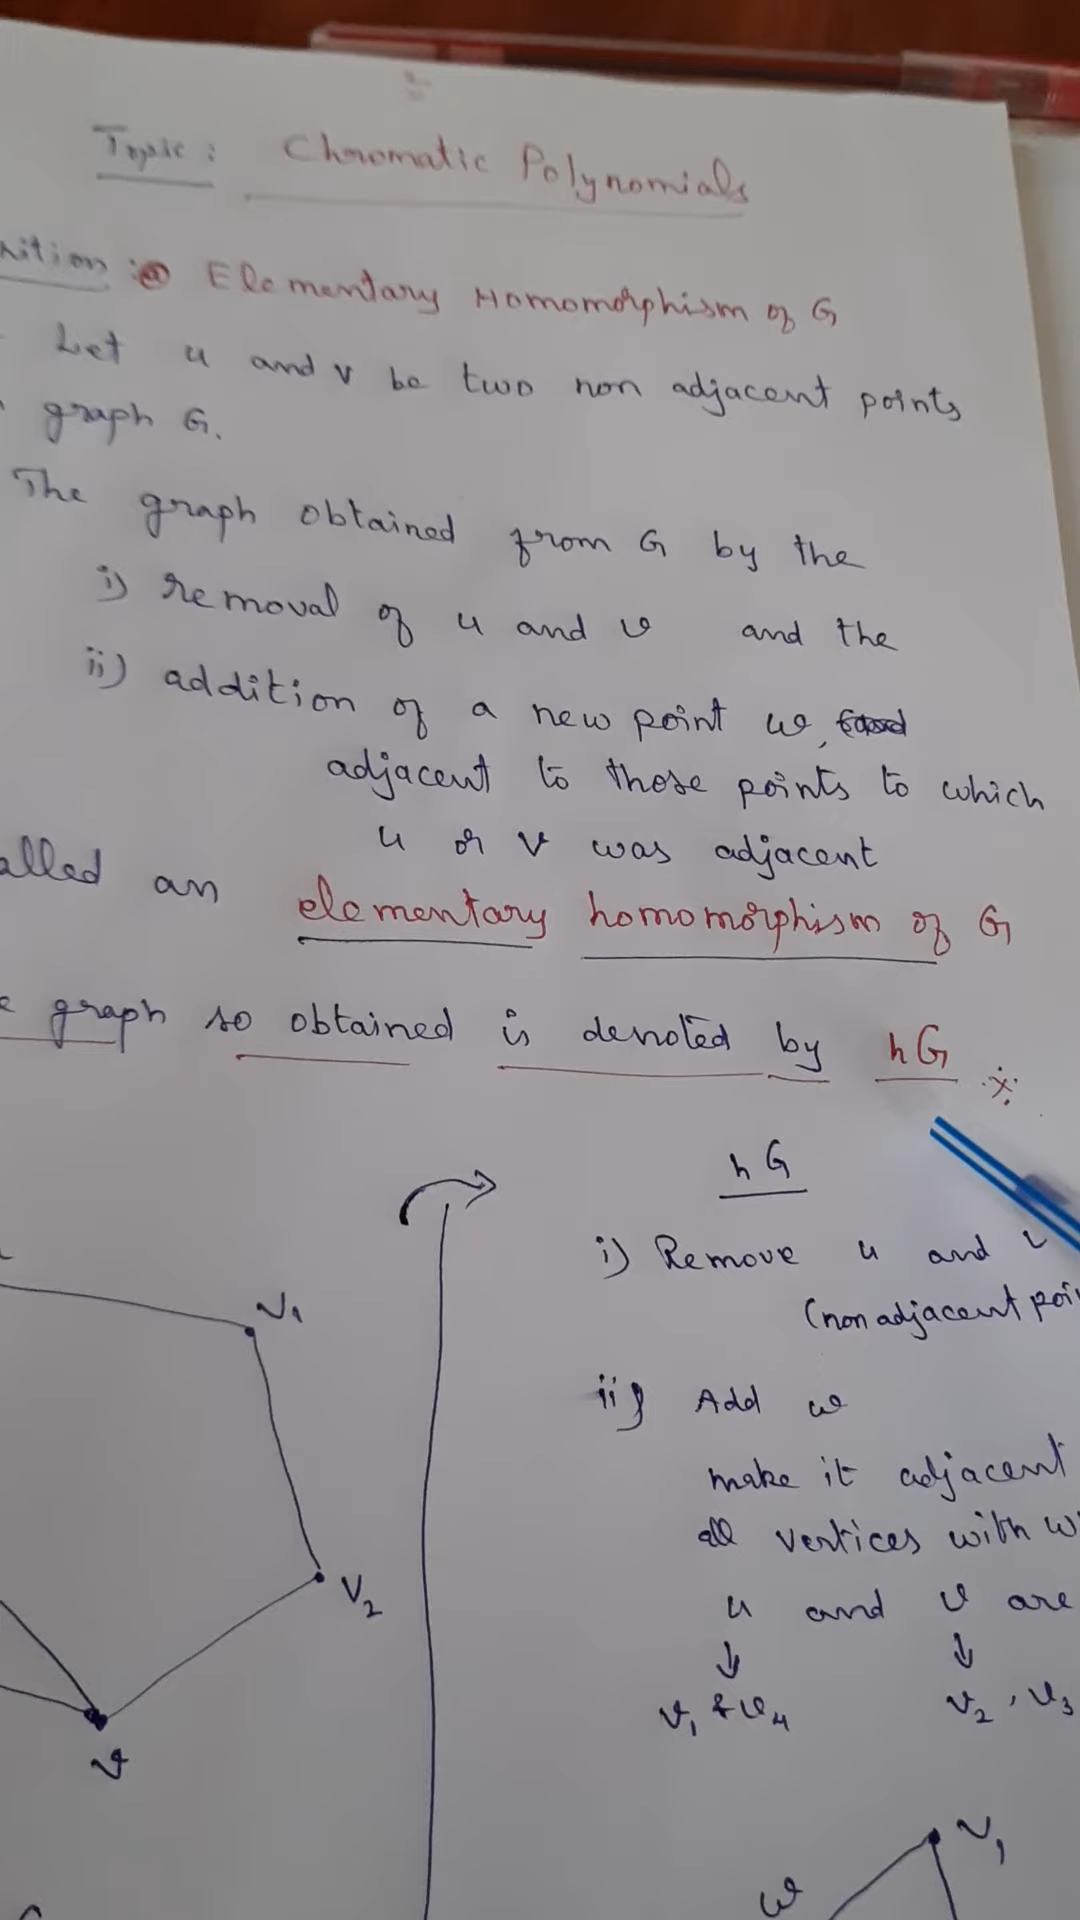 Topic: Chromatic Polynomials
nition: Elementary Homomorphism of G
Let u and v be two non adjacent points
graph G.
The graph obtained from G by the
i) removal of u and v and the
ii) addition of a new point w,
adjacent to those points to which
u or v was adjacent
alled an elementary homomorphism of G
graph so obtained is denoted by hG
hG
i) Remove u and
(non adjacent poi
v1
ii) Add w
make it adjacent
all vertices with w
v2
u and v are
v1 & v4 v2, v3
v
v1
w